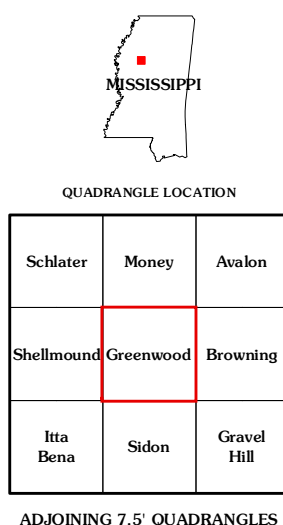 MISSISSIPPI
QUADRANGLE LOCATION
Schlater Money Avalon
Shellmound Greenwood Browning
Itta Bena Sidon Gravel Hill
ADJOINING 7.5' QUADRANGLES